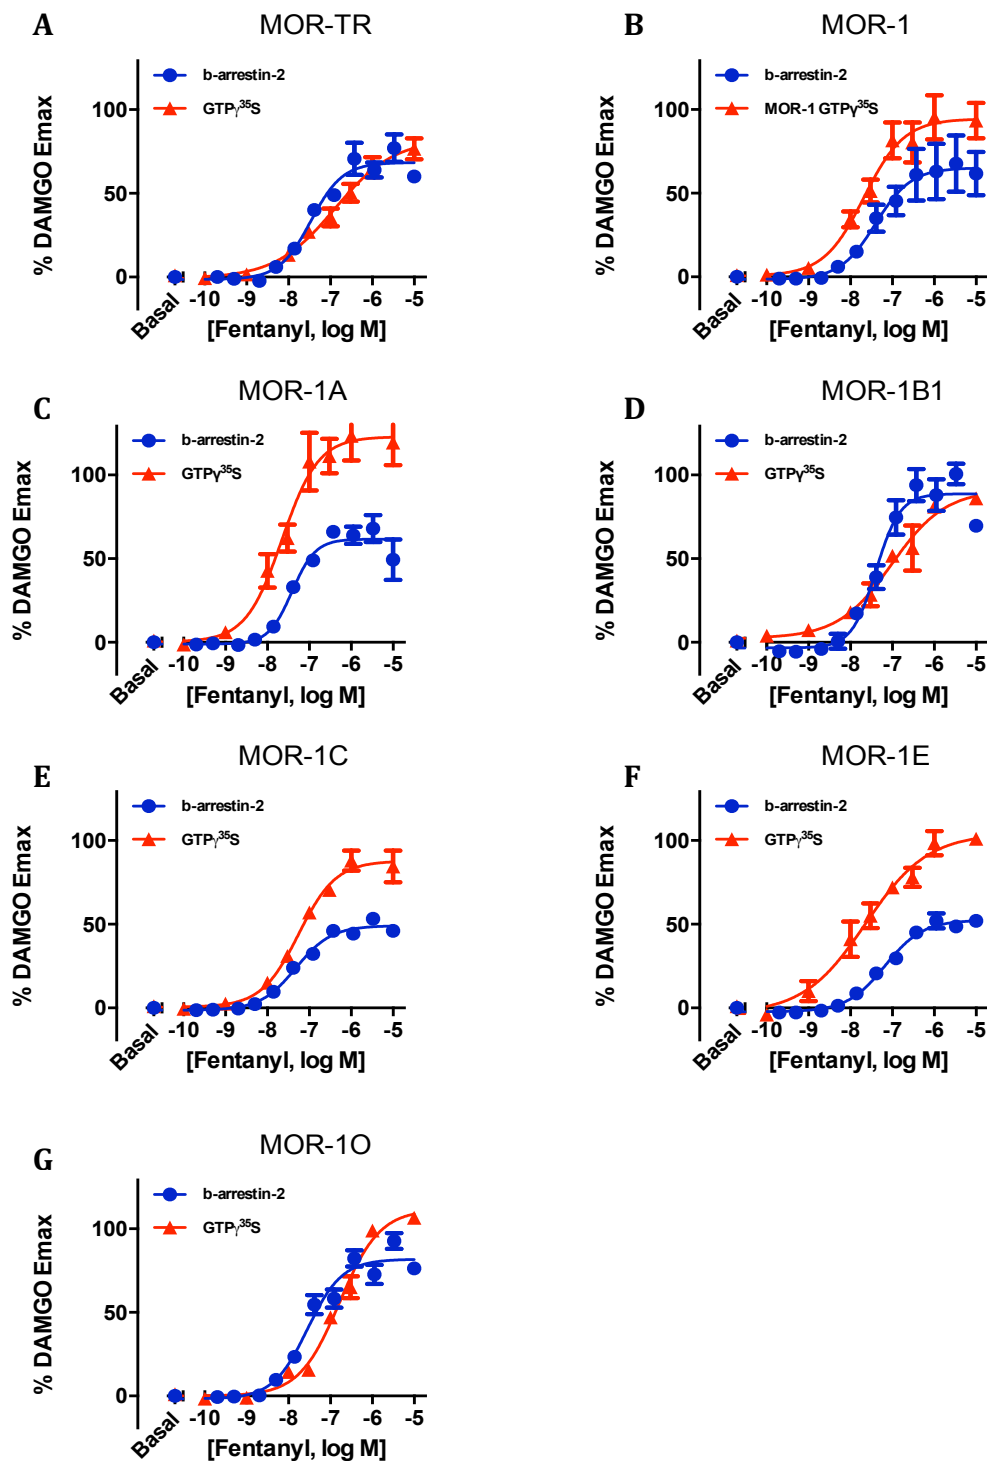 A
MOR-TR
b-arrestin-2
GTPγ³⁵S
100
50
0
% DAMGO Emax
Basal
-10 -9 -8 -7 -6 -5
[Fentanyl, log M]
B
MOR-1
b-arrestin-2
MOR-1 GTPγ³⁵S
100
50
0
% DAMGO Emax
Basal
-10 -9 -8 -7 -6 -5
[Fentanyl, log M]
C
MOR-1A
b-arrestin-2
GTPγ³⁵S
100
50
0
% DAMGO Emax
Basal
-10 -9 -8 -7 -6 -5
[Fentanyl, log M]
D
MOR-1B1
b-arrestin-2
GTPγ³⁵S
100
50
0
% DAMGO Emax
Basal
-10 -9 -8 -7 -6 -5
[Fentanyl, log M]
E
MOR-1C
b-arrestin-2
GTPγ³⁵S
100
50
0
% DAMGO Emax
Basal
-10 -9 -8 -7 -6 -5
[Fentanyl, log M]
F
MOR-1E
b-arrestin-2
GTPγ³⁵S
100
50
0
% DAMGO Emax
Basal
-10 -9 -8 -7 -6 -5
[Fentanyl, log M]
G
MOR-1O
b-arrestin-2
GTPγ³⁵S
100
50
0
% DAMGO Emax
Basal
-10 -9 -8 -7 -6 -5
[Fentanyl, log M]